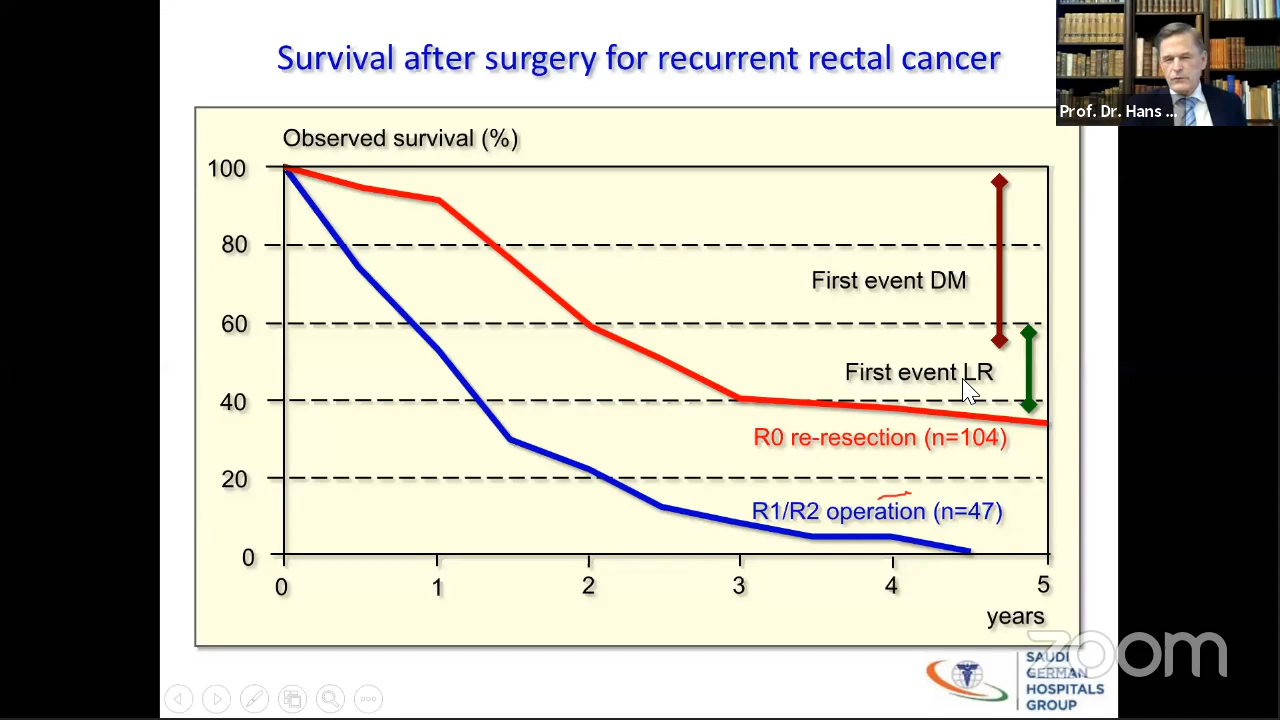 Survival after surgery for recurrent rectal cancer
Prof. Dr. Hans ...
Observed survival (%)
100
80
60
40
20
0
First event DM
First event LR
R0 re-resection (n=104)
R1/R2 operation (n=47)
0 1 2 3 4 5
years
zoom
SAUDI
GERMAN
HOSPITALS
GROUP